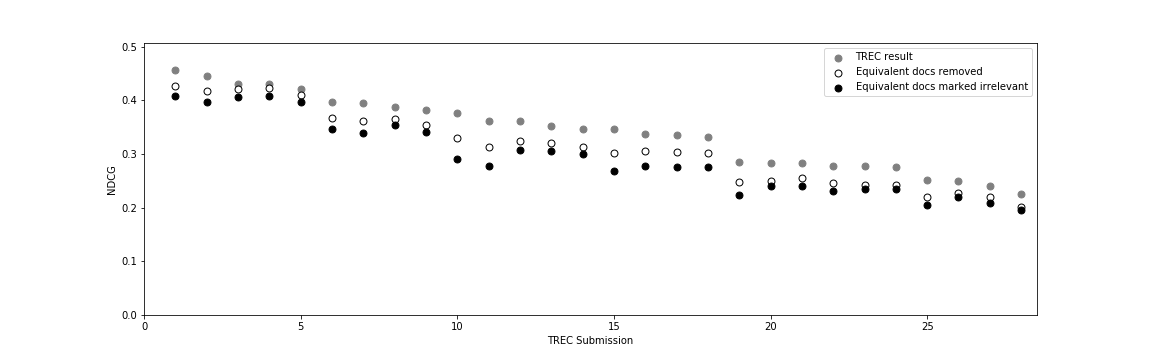 0.5
0.4
0.3
0.2
0.1
0.0
NDCG
TREC result
Equivalent docs removed
Equivalent docs marked irrelevant
0 5 10 15 20 25
TREC Submission